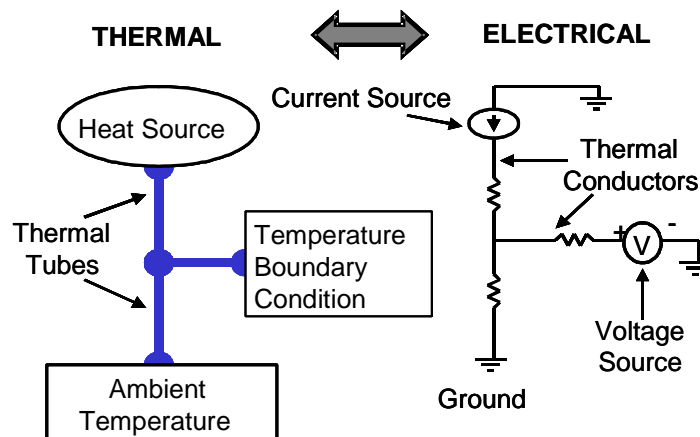 THERMAL
ELECTRICAL
Heat Source
Thermal
Tubes
Temperature
Boundary
Condition
Ambient
Temperature
Current Source
Thermal
Conductors
+
-
V
Voltage
Source
Ground